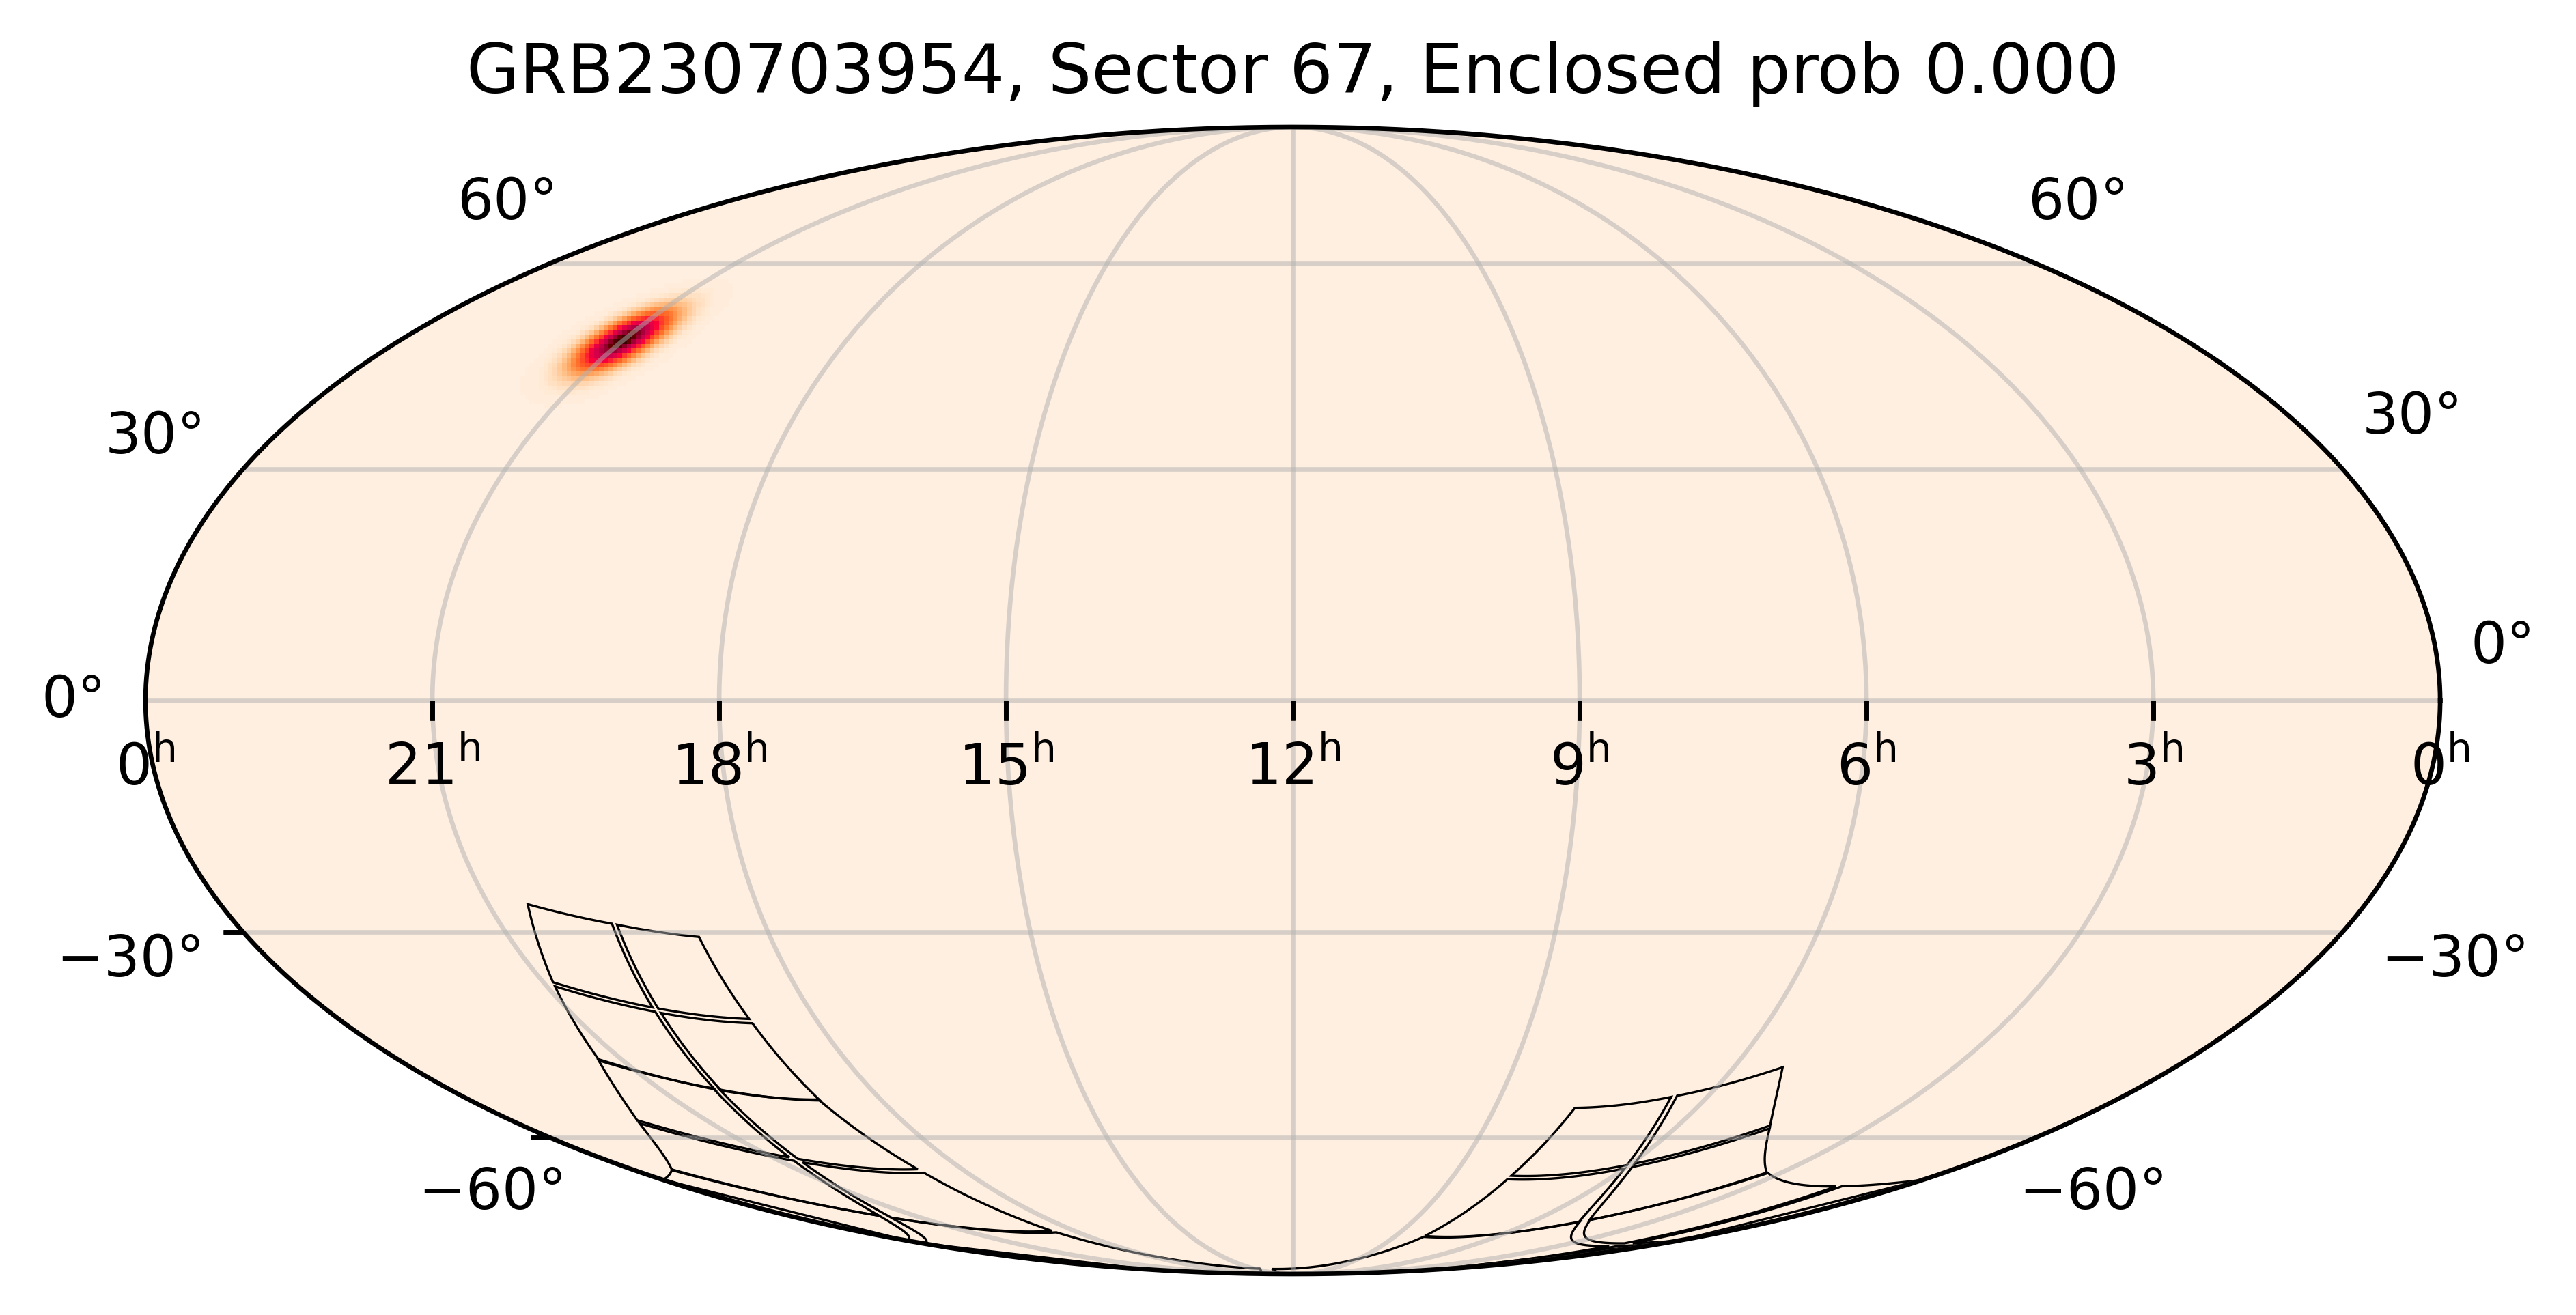 GRB230703954, Sector 67, Enclosed prob 0.000
60° 60°
30° 30°
0° 0°
0ʰ 21ʰ 18ʰ 15ʰ 12ʰ 9ʰ 6ʰ 3ʰ 0ʰ
−30° −30°
−60° −60°